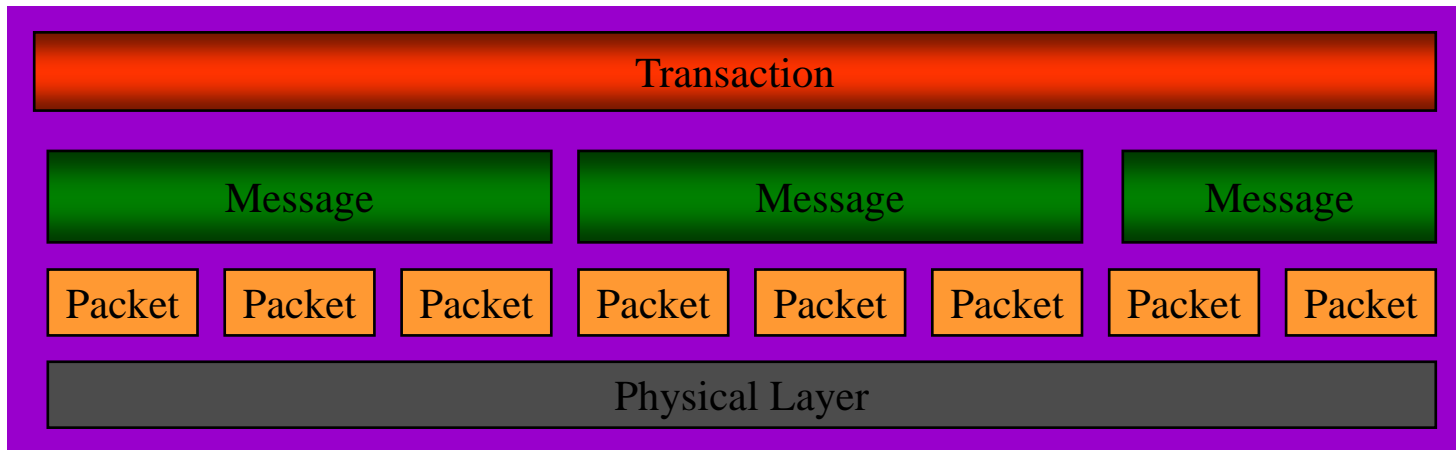 Transaction
Message Message Message
Packet Packet Packet Packet Packet Packet Packet Packet
Physical Layer